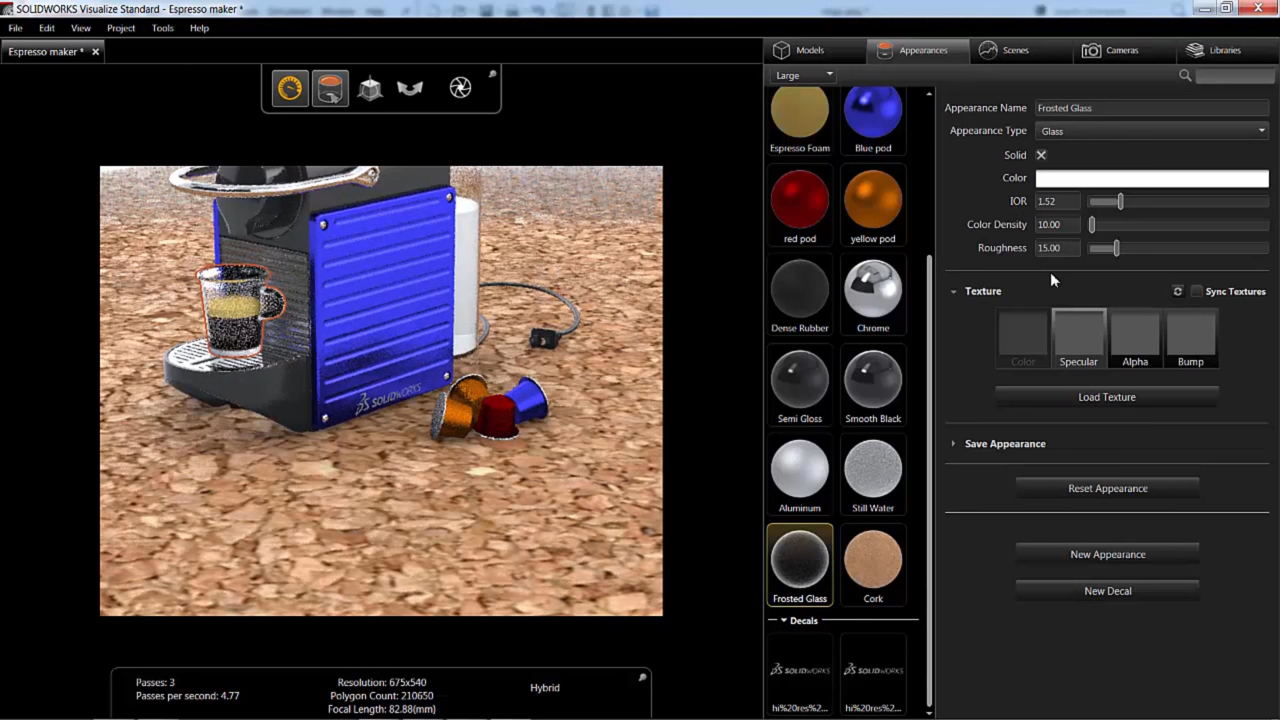 SOLIDWORKS Visualize Standard - Espresso maker *
File Edit View Project Tools Help
Espresso maker *
Models Appearances Scenes Cameras Libraries
Large
Espresso Foam Blue pod
red pod yellow pod
Dense Rubber Chrome
Semi Gloss Smooth Black
Aluminum Still Water
Frosted Glass Cork
Decals
SOLIDWORKS SOLIDWORKS
hi%20res%2... hi%20res%2...
Appearance Name Frosted Glass
Appearance Type Glass
Solid
Color
IOR 1.52
Color Density 10.00
Roughness 15.00
Texture Sync Textures
Color Specular Alpha Bump
Load Texture
Save Appearance
Reset Appearance
New Appearance
New Decal
SOLIDWORKS
Passes: 3
Passes per second: 4.77
Resolution: 675x540
Polygon Count: 210650
Focal Length: 82.88(mm)
Hybrid